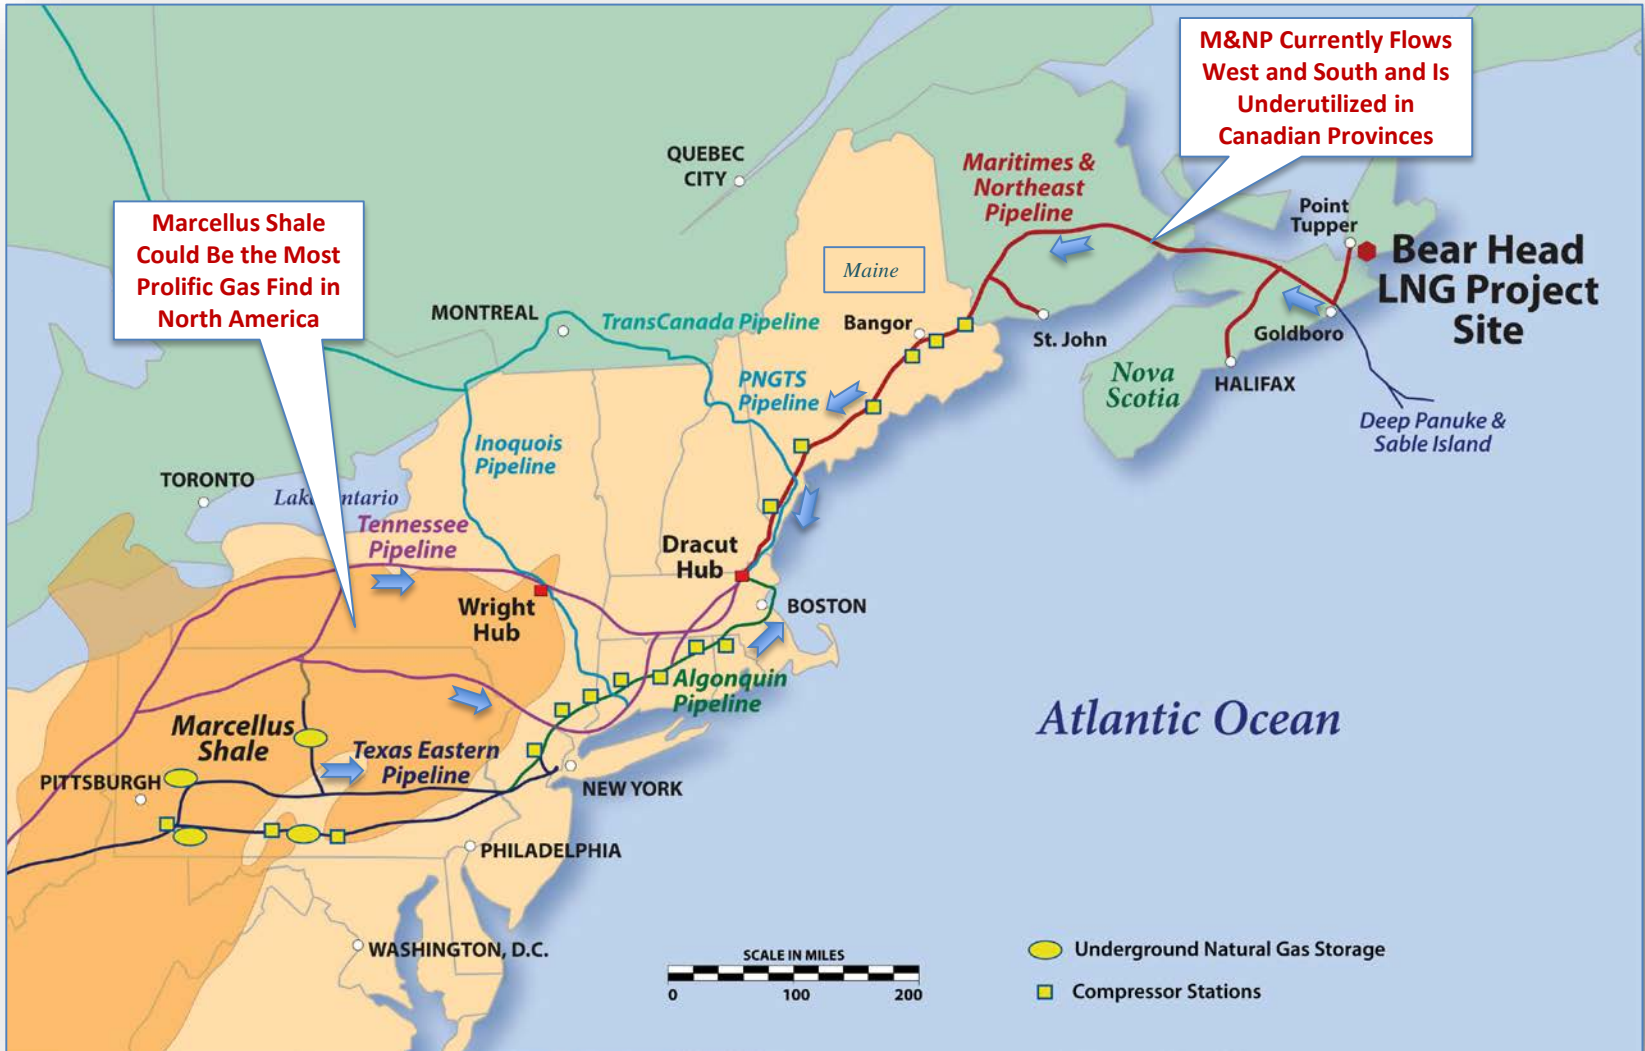 M&NP Currently Flows
West and South and Is
Underutilized in
Canadian Provinces
QUEBEC
CITY
Maritimes &
Northeast
Pipeline
Point
Tupper
Marcellus Shale
Could Be the Most
Prolific Gas Find in
North America
Maine
Bear Head
LNG Project
Site
MONTREAL
TransCanada Pipeline
Bangor
St. John
Goldboro
HALIFAX
Nova
Scotia
PNGTS
Pipeline
Deep Panuke &
Sable Island
Inoquois
Pipeline
TORONTO
Lake Ontario
Tennessee
Pipeline
Dracut
Hub
Wright
Hub
BOSTON
Algonquin
Pipeline
Marcellus
Shale
Texas Eastern
Pipeline
Atlantic Ocean
PITTSBURGH
NEW YORK
PHILADELPHIA
WASHINGTON, D.C.
SCALE IN MILES
0 100 200
Underground Natural Gas Storage
Compressor Stations